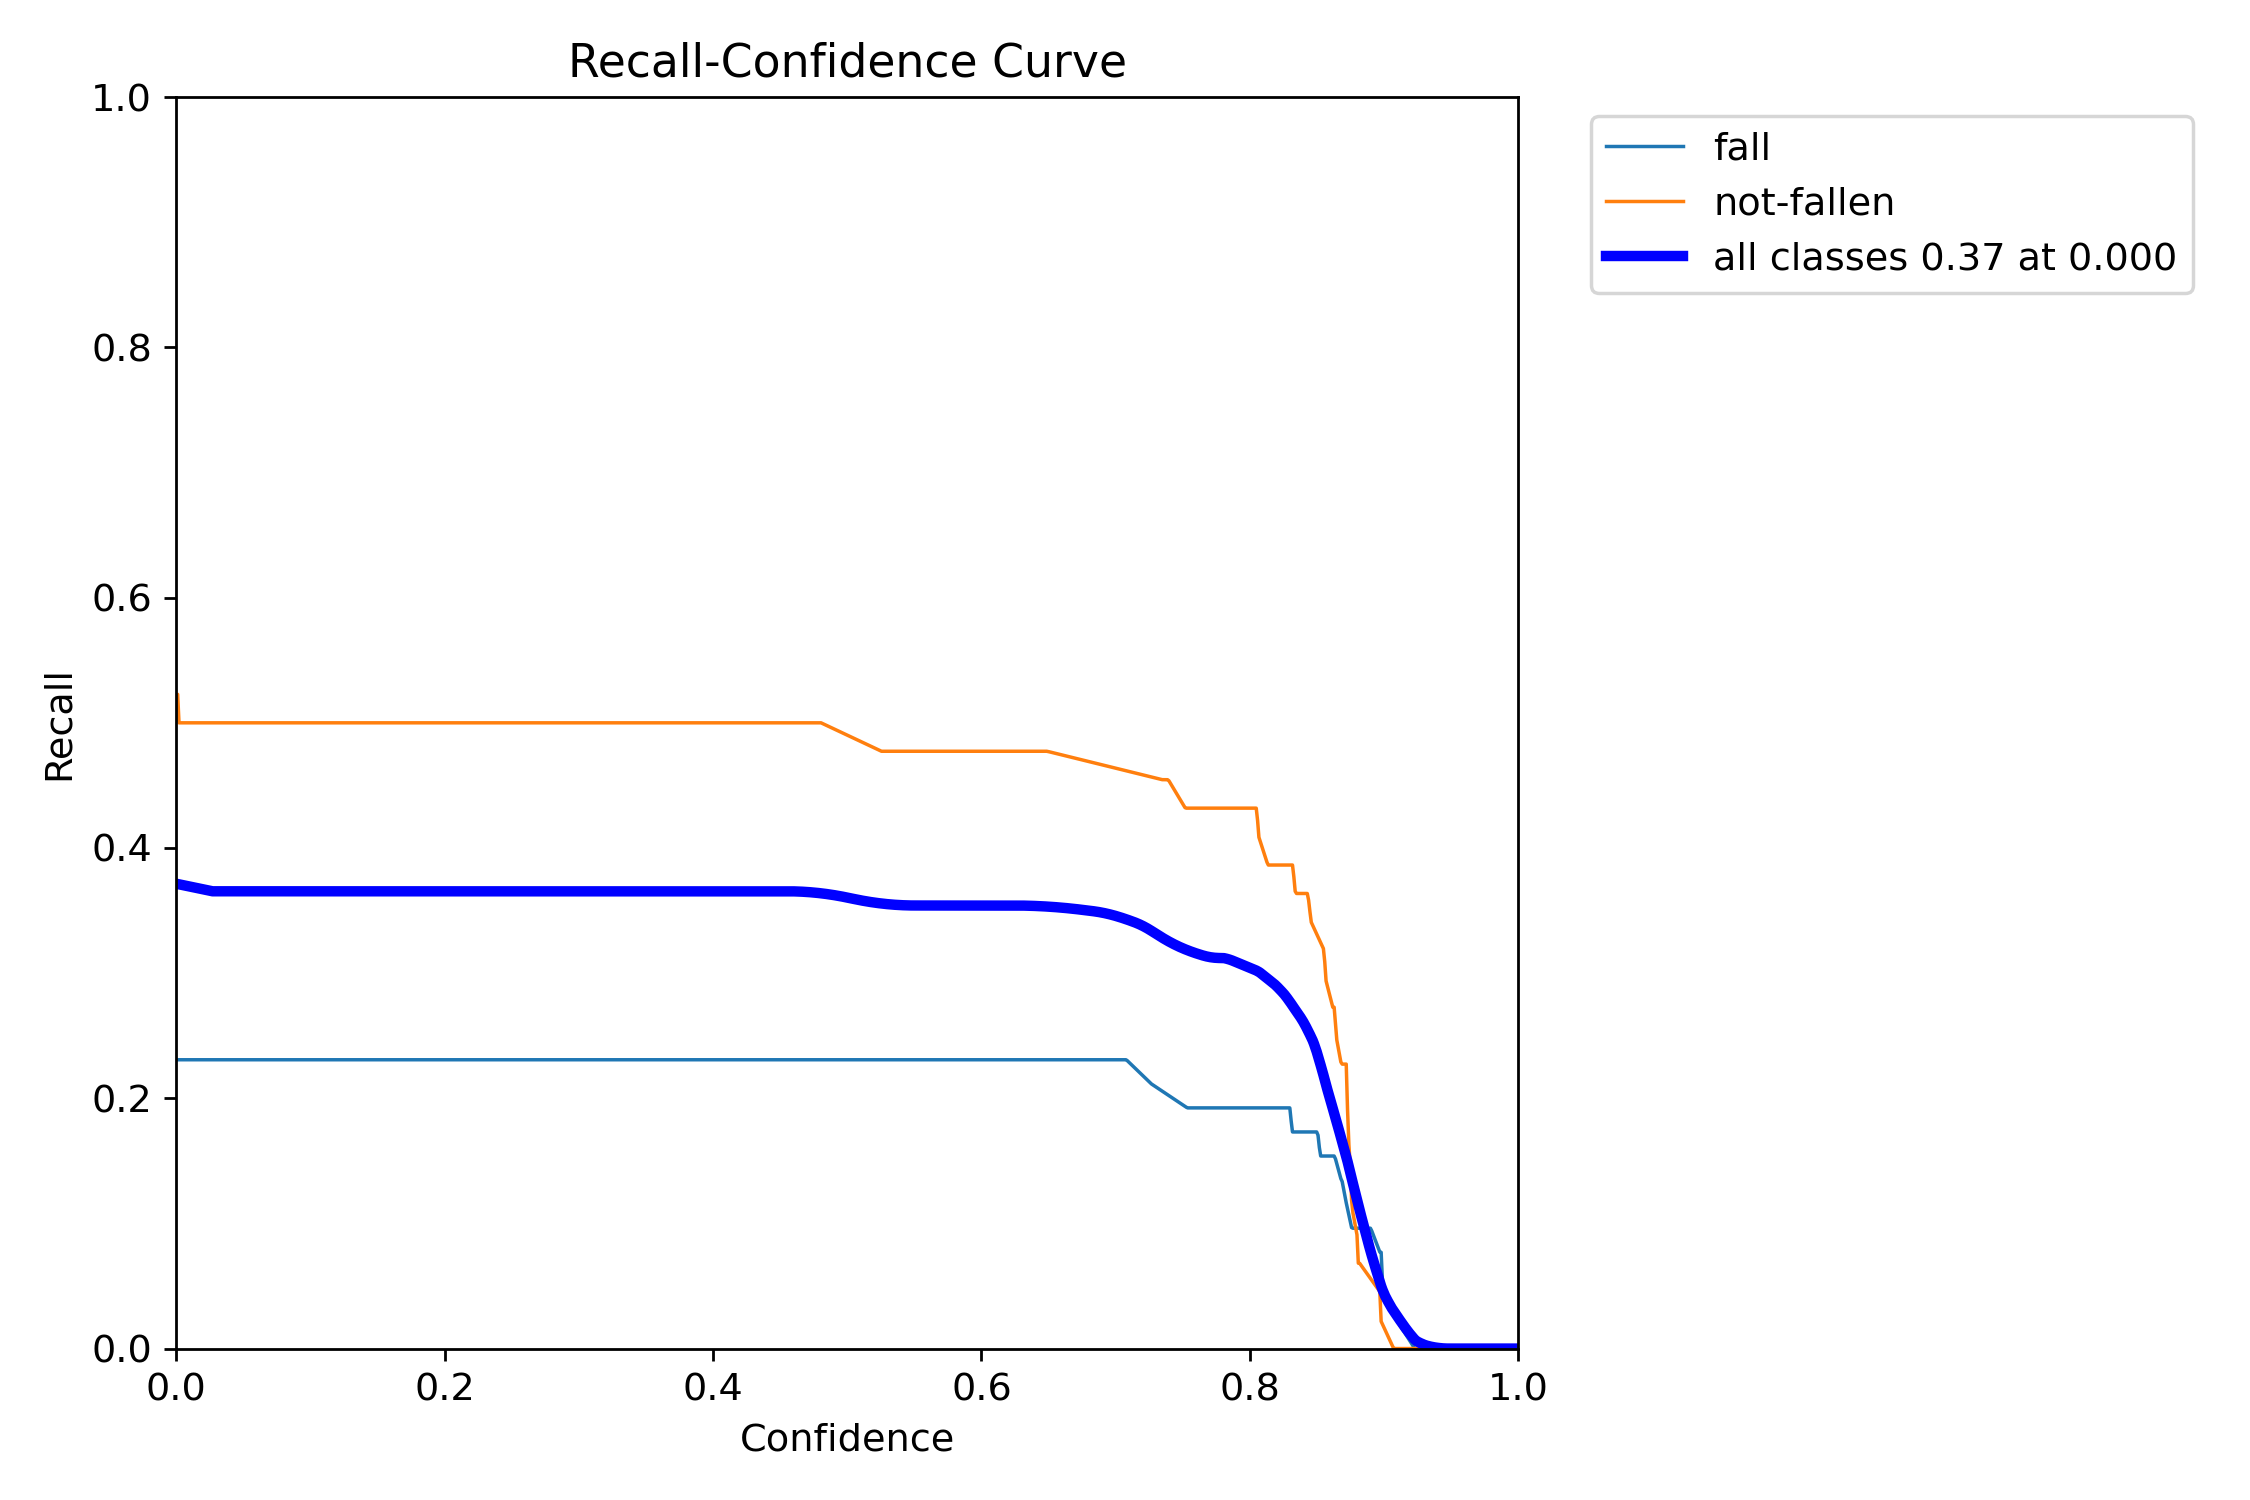 Recall-Confidence Curve
1.0
0.8
0.6
0.4
0.2
0.0
Recall
0.0 0.2 0.4 0.6 0.8 1.0
Confidence
fall
not-fallen
all classes 0.37 at 0.000